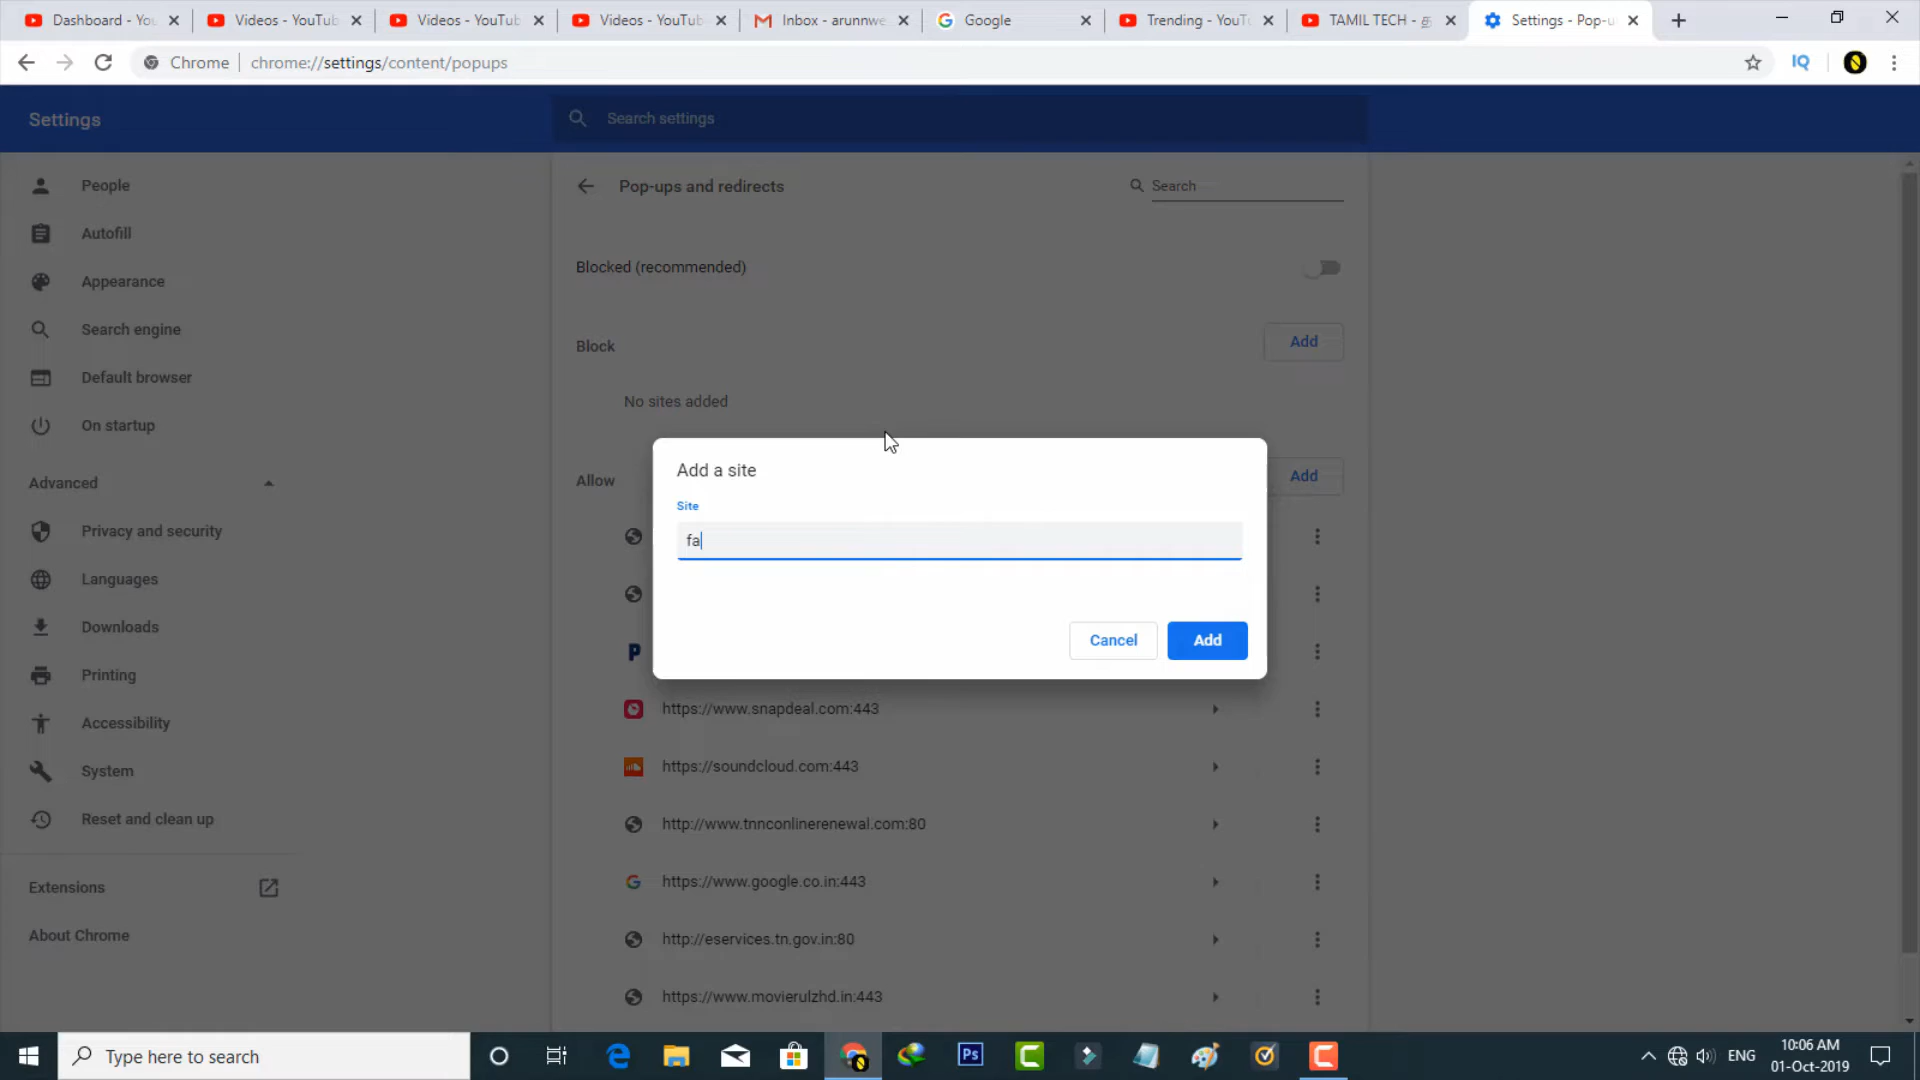 Dashboard - You
Videos - YouTub
Videos - YouTub
Videos - YouTub
Inbox - arunnwe
Google
Trending - YouTu
TAMIL TECH - த
Settings - Pop-u
Chrome
chrome://settings/content/popups
IQ
Settings
Search settings
People
Autofill
Appearance
Search engine
Default browser
On startup
Advanced
Privacy and security
Languages
Downloads
Printing
Accessibility
System
Reset and clean up
Extensions
About Chrome
Pop-ups and redirects
Search
Blocked (recommended)
Block
Add
No sites added
Allow
Add
Add a site
Site
fa
Cancel
Add
https://www.snapdeal.com:443
https://soundcloud.com:443
http://www.tnnconlinerenewal.com:80
https://www.google.co.in:443
http://eservices.tn.gov.in:80
https://www.movierulzhd.in:443
Type here to search
Ps
ENG
10:06 AM
01-Oct-2019